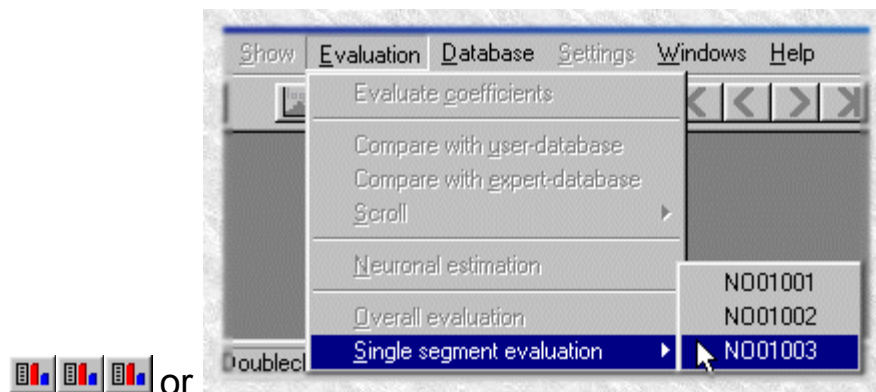 Show Evaluation Database Settings Windows Help
Evaluate coefficients
Compare with user-database
Compare with expert-database
Scroll
Neuronal estimation
NO01001
Overall evaluation
NO01002
Single segment evaluation
NO01003
Doublecl
or